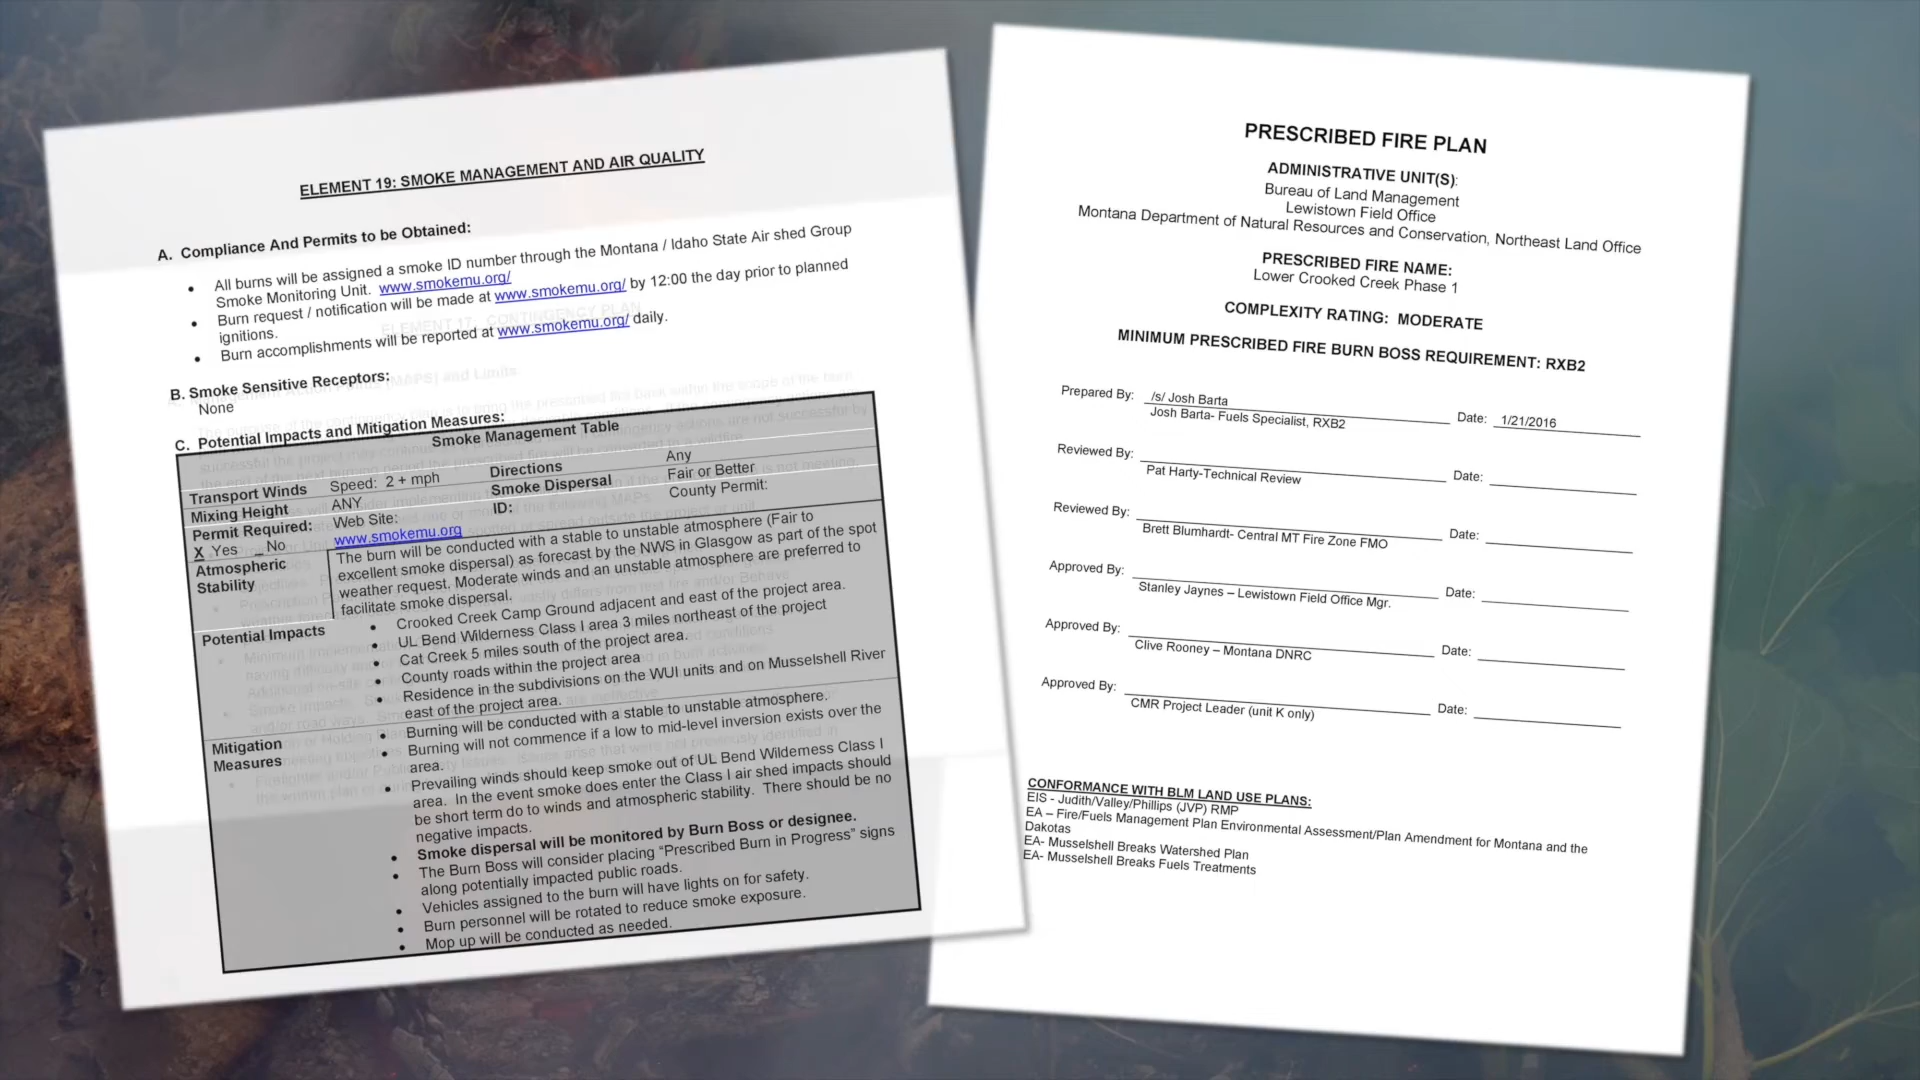 ELEMENT 19: SMOKE MANAGEMENT AND AIR QUALITY
A. Compliance And Permits to be Obtained:
• All burns will be assigned a smoke ID number through the Montana / Idaho State Air shed Group
Smoke Monitoring Unit. www.smokemu.org/
• Burn request / notification will be made at www.smokemu.org/ by 12:00 the day prior to planned
ignitions.
• Burn accomplishments will be reported at www.smokemu.org/ daily.
B. Smoke Sensitive Receptors:
None
C. Potential Impacts and Mitigation Measures:
Smoke Management Table
Transport Winds Speed: 2 + mph Directions Any
Mixing Height ANY Smoke Dispersal Fair or Better
Permit Required: Web Site: ID: County Permit:
X Yes _ No www.smokemu.org
Atmospheric
Stability
The burn will be conducted with a stable to unstable atmosphere (Fair to
excellent smoke dispersal) as forecast by the NWS in Glasgow as part of the spot
weather request. Moderate winds and an unstable atmosphere are preferred to
facilitate smoke dispersal.
Potential Impacts
• Crooked Creek Camp Ground adjacent and east of the project area.
• UL Bend Wilderness Class I area 3 miles northeast of the project
• Cat Creek 5 miles south of the project area.
• County roads within the project area
• Residence in the subdivisions on the WUI units and on Musselshell River
east of the project area.
Mitigation
Measures
• Burning will be conducted with a stable to unstable atmosphere.
• Burning will not commence if a low to mid-level inversion exists over the
area.
• Prevailing winds should keep smoke out of UL Bend Wilderness Class I
area. In the event smoke does enter the Class I air shed impacts should
be short term do to winds and atmospheric stability. There should be no
negative impacts.
• Smoke dispersal will be monitored by Burn Boss or designee.
• The Burn Boss will consider placing “Prescribed Burn in Progress” signs
along potentially impacted public roads.
• Vehicles assigned to the burn will have lights on for safety.
• Burn personnel will be rotated to reduce smoke exposure.
• Mop up will be conducted as needed.
PRESCRIBED FIRE PLAN
ADMINISTRATIVE UNIT(S):
Bureau of Land Management
Lewistown Field Office
Montana Department of Natural Resources and Conservation, Northeast Land Office
PRESCRIBED FIRE NAME:
Lower Crooked Creek Phase 1
COMPLEXITY RATING: MODERATE
MINIMUM PRESCRIBED FIRE BURN BOSS REQUIREMENT: RXB2
Prepared By: /s/ Josh Barta Date: 1/21/2016
Josh Barta- Fuels Specialist, RXB2
Reviewed By: Date:
Pat Harty-Technical Review
Reviewed By: Date:
Brett Blumhardt- Central MT Fire Zone FMO
Approved By: Date:
Stanley Jaynes – Lewistown Field Office Mgr.
Approved By: Date:
Clive Rooney – Montana DNRC
Approved By: Date:
CMR Project Leader (unit K only)
CONFORMANCE WITH BLM LAND USE PLANS:
EIS - Judith/Valley/Phillips (JVP) RMP
EA – Fire/Fuels Management Plan Environmental Assessment/Plan Amendment for Montana and the
Dakotas
EA- Musselshell Breaks Watershed Plan
EA- Musselshell Breaks Fuels Treatments